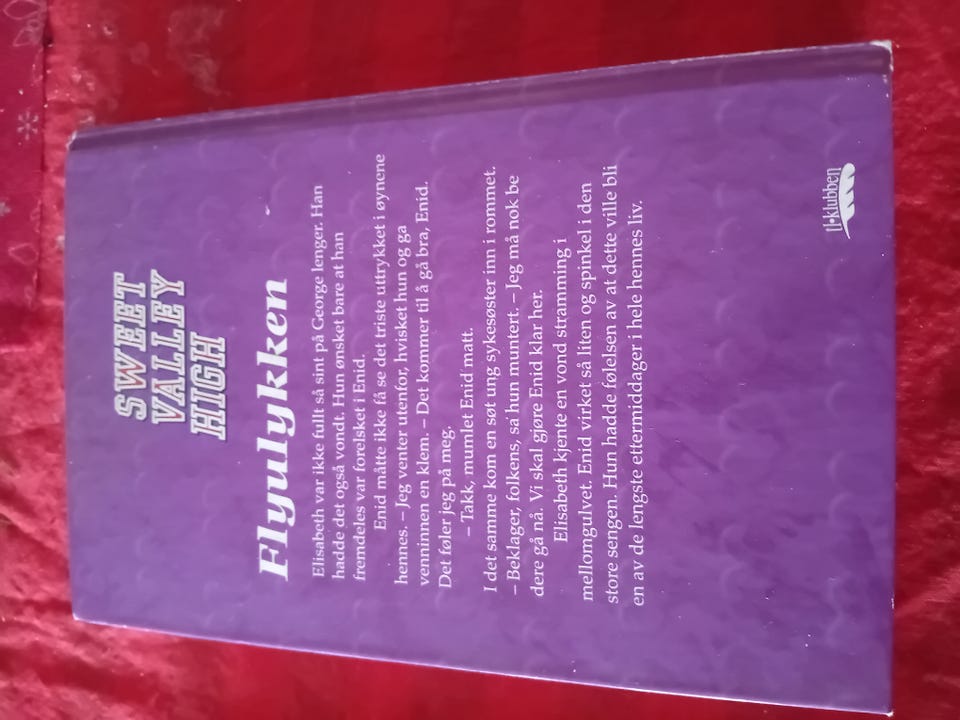 SWEET
VALLEY
HIGH
Flyulykken
Elisabeth var ikke fullt så sint på George lenger. Han
hadde det også vondt. Hun ønsket bare at han
fremdeles var forelsket i Enid.
Enid måtte ikke få se det triste uttrykket i øynene
hennes. – Jeg venter utenfor, hvisket hun og ga
venninnen en klem. – Det kommer til å gå bra, Enid.
Det føler jeg på meg.
– Takk, mumlet Enid matt.
I det samme kom en søt ung sykesøster inn i rommet.
– Beklager, folkens, sa hun muntert. – Jeg må nok be
dere gå nå. Vi skal gjøre Enid klar her.
Elisabeth kjente en vond stramming i
mellomgulvet. Enid virket så liten og spinkel i den
store sengen. Hun hadde følelsen av at dette ville bli
en av de lengste ettermiddager i hele hennes liv.
tl·klubben